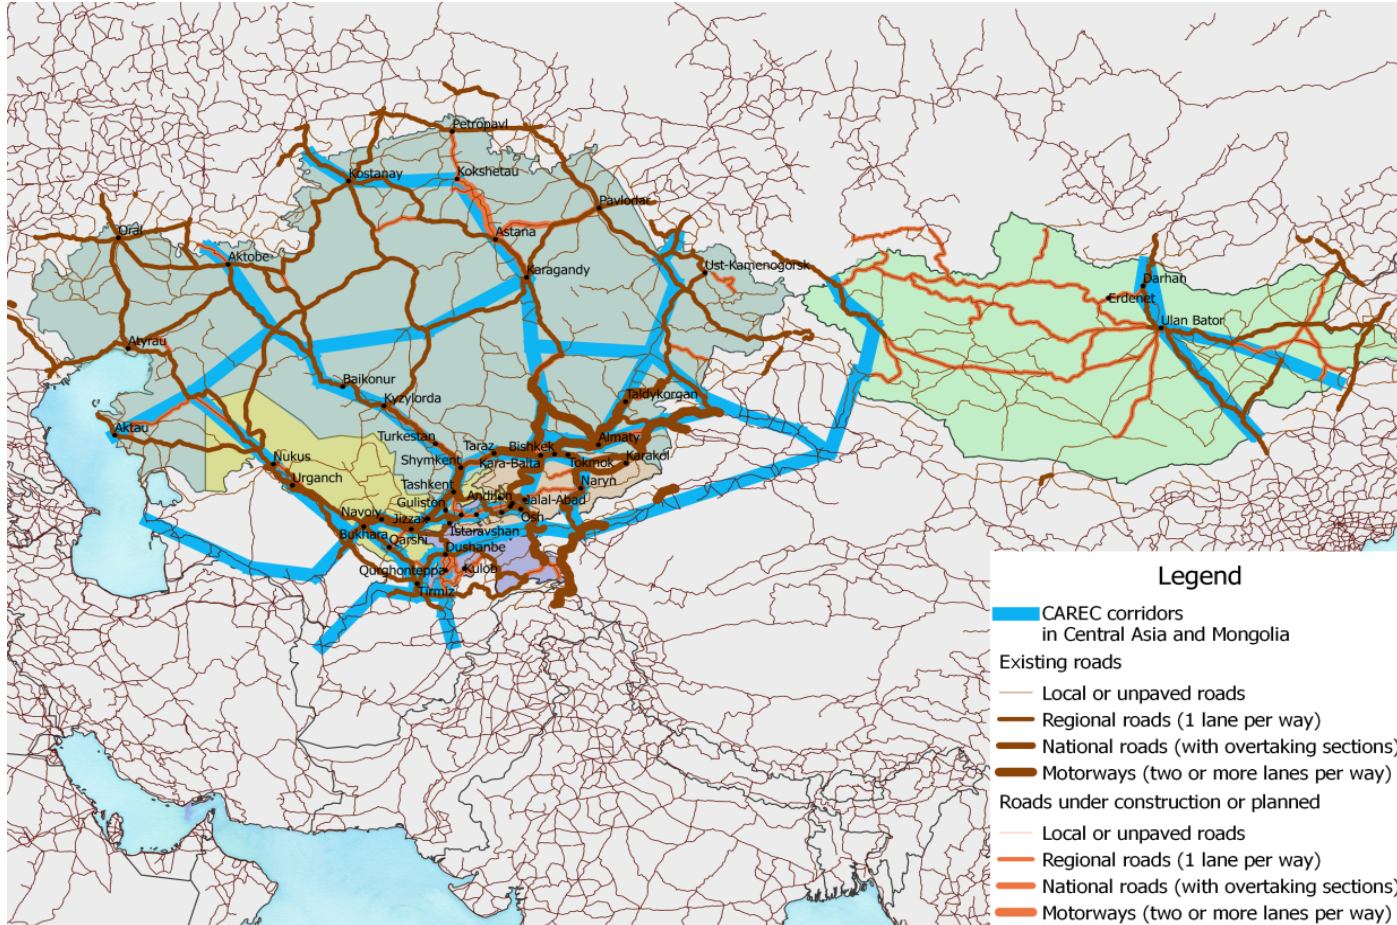 Petropavl
Kostanay
Kokshetau
Pavlodar
Oral
Astana
Aktobe
Karagandy
Ust-Kamenogorsk
Darhan
Erdenet
Ulan Bator
Atyrau
Baikonur
Kyzylorda
Taldykorgan
Aktau
Turkestan
Taraz
Bishkek
Almaty
Nukus
Shymkent
Kara-Balta
Tokmok
Karakol
Urganch
Tashkent
Naryn
Guliston
Andijon
Jalal-Abad
Navoiy
Jizzax
Osh
Bukhara
Istaravshan
Qarshi
Dushanbe
Qurghonteppa
Kulob
Tirmiz
Legend
CAREC corridors
in Central Asia and Mongolia
Existing roads
Local or unpaved roads
Regional roads (1 lane per way)
National roads (with overtaking sections)
Motorways (two or more lanes per way)
Roads under construction or planned
Local or unpaved roads
Regional roads (1 lane per way)
National roads (with overtaking sections)
Motorways (two or more lanes per way)